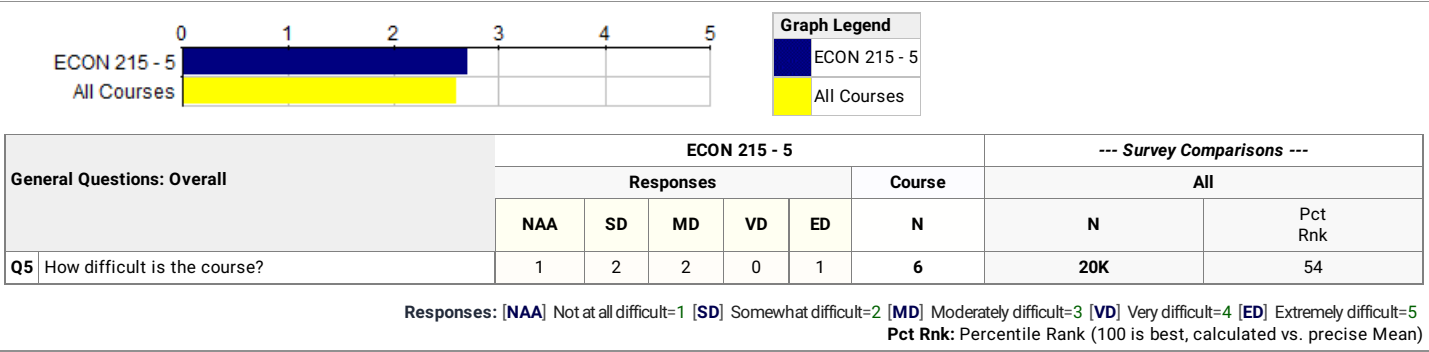 0 1 2 3 4 5
ECON 215 - 5
All Courses
Graph Legend
ECON 215 - 5
All Courses
General Questions: Overall
ECON 215 - 5
--- Survey Comparisons ---
Responses
Course
All
NAA SD MD VD ED N N Pct
Rnk
Q5 How difficult is the course? 1 2 2 0 1 6 20K 54
Responses: [NAA] Not at all difficult=1 [SD] Somewhat difficult=2 [MD] Moderately difficult=3 [VD] Very difficult=4 [ED] Extremely difficult=5
Pct Rnk: Percentile Rank (100 is best, calculated vs. precise Mean)